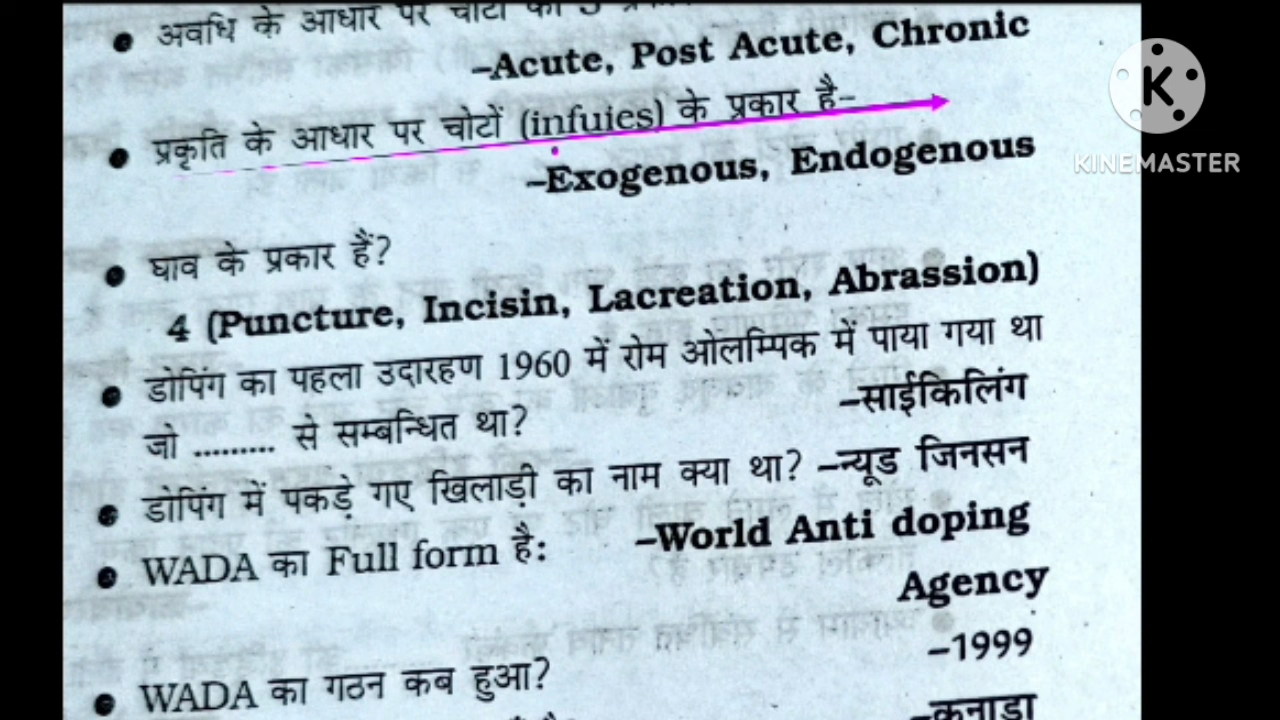 अवधि के आधार पर चोटों
–Acute, Post Acute, Chronic
प्रकृति के आधार पर चोटों (infuies) के प्रकार है–
–Exogenous, Endogenous
घाव के प्रकार हैं?
4 (Puncture, Incisin, Lacreation, Abrassion)
डोपिंग का पहला उदारहण 1960 में रोम ओलम्पिक में पाया गया था
जो ......... से सम्बन्धित था? –साईकिलिंग
डोपिंग में पकड़े गए खिलाड़ी का नाम क्या था? –न्यूड जिनसन
WADA का Full form है: –World Anti doping
Agency
WADA का गठन कब हुआ? –1999
–कनाडा
K
KINEMASTER